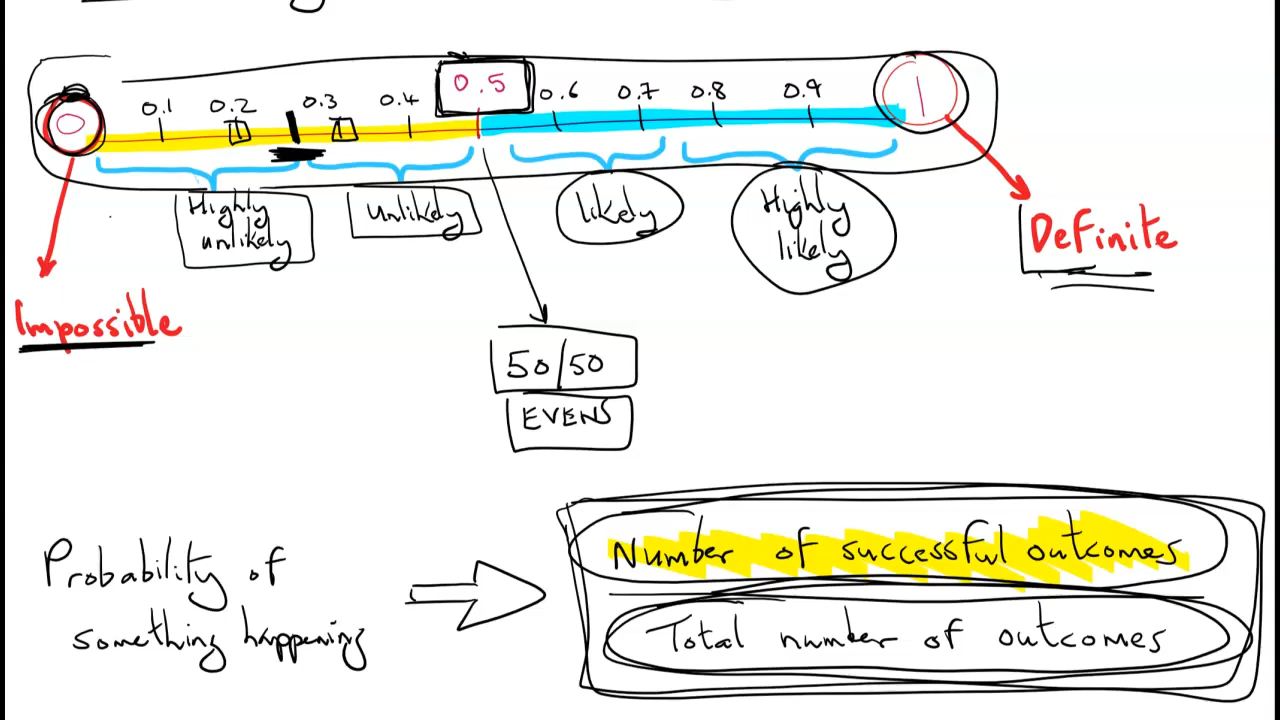 0 0.1 0.2 0.3 0.4 0.5 0.6 0.7 0.8 0.9 1
Highly
unlikely
unlikely
likely
Highly
likely
Definite
Impossible
50/50
EVENS
Probability of
something happening
Number of successful outcomes
Total number of outcomes